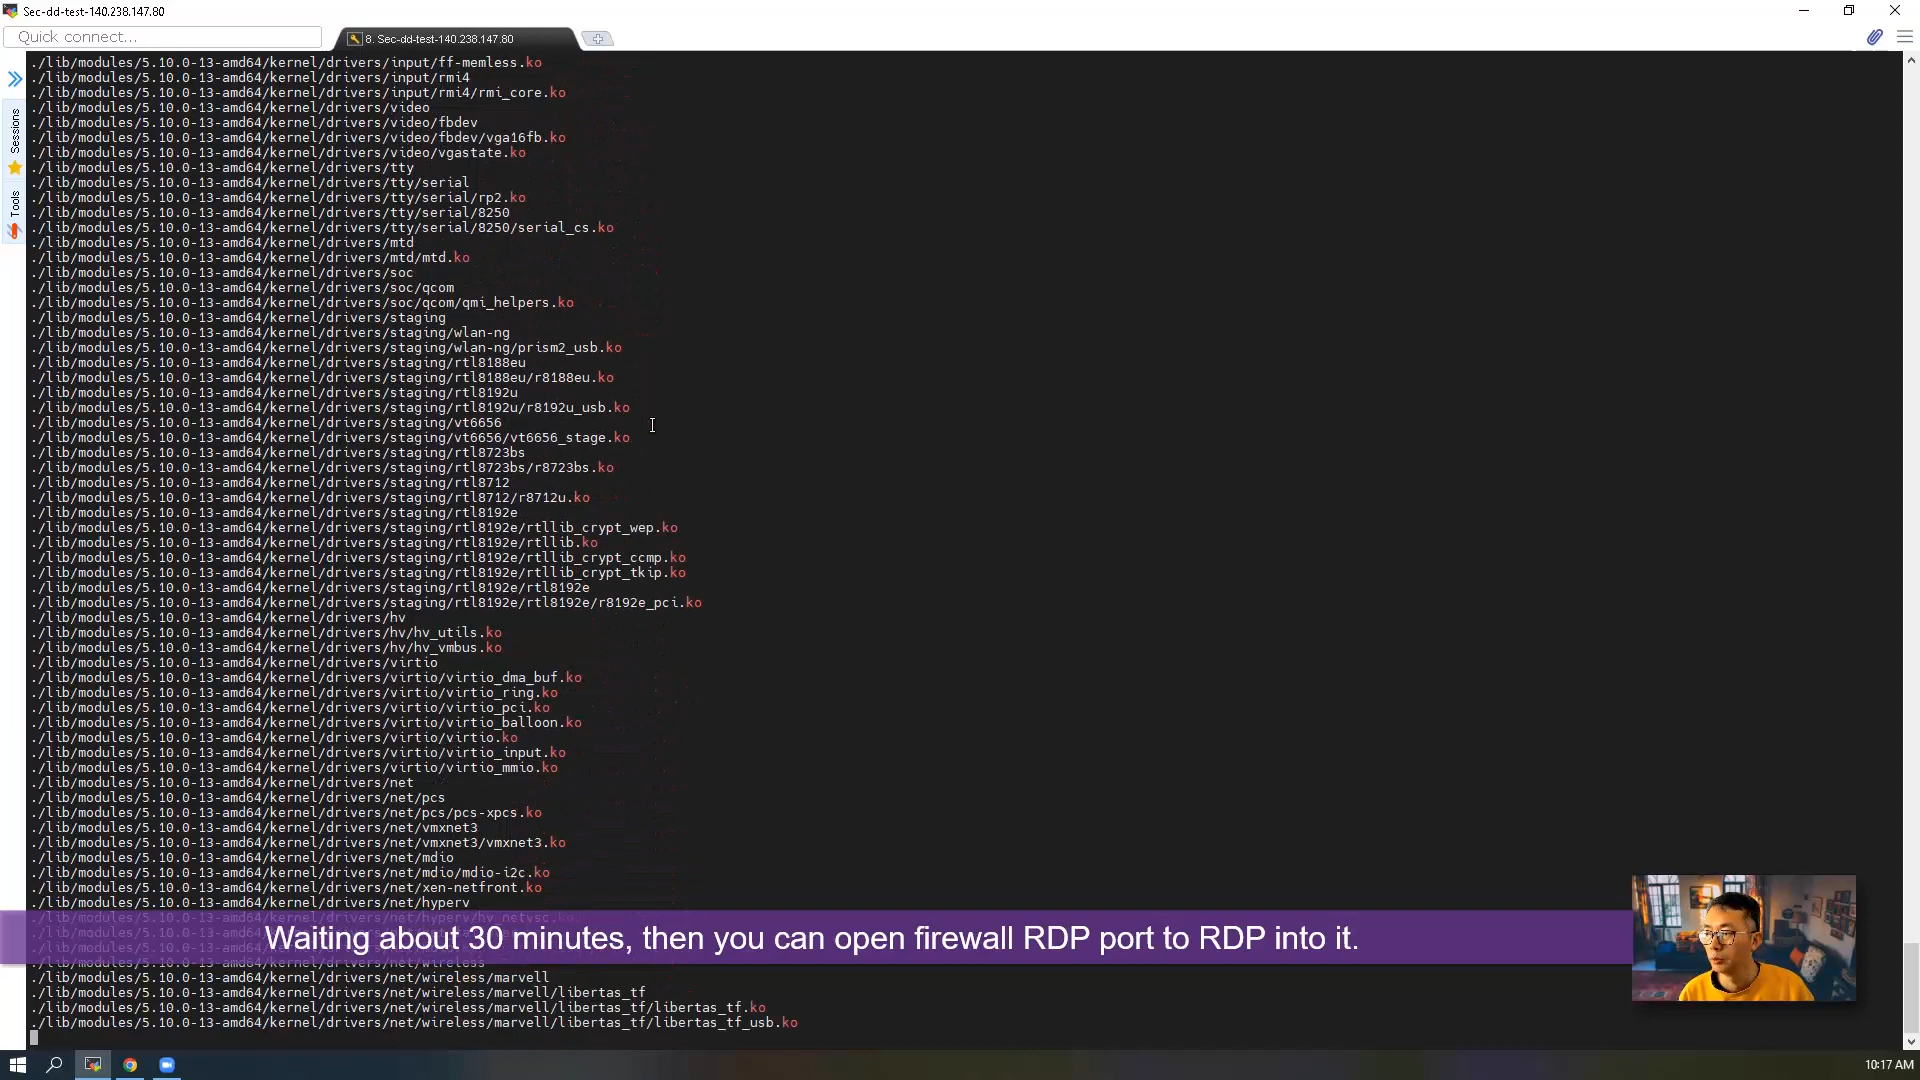 Sec-dd-test-140.238.147.80
Quick connect...
8. Sec-dd-test-140.238.147.80
Sessions
Tools
./lib/modules/5.10.0-13-amd64/kernel/drivers/input/ff-memless.ko
./lib/modules/5.10.0-13-amd64/kernel/drivers/input/rmi4
./lib/modules/5.10.0-13-amd64/kernel/drivers/input/rmi4/rmi_core.ko
./lib/modules/5.10.0-13-amd64/kernel/drivers/video
./lib/modules/5.10.0-13-amd64/kernel/drivers/video/fbdev
./lib/modules/5.10.0-13-amd64/kernel/drivers/video/fbdev/vga16fb.ko
./lib/modules/5.10.0-13-amd64/kernel/drivers/video/vgastate.ko
./lib/modules/5.10.0-13-amd64/kernel/drivers/tty
./lib/modules/5.10.0-13-amd64/kernel/drivers/tty/serial
./lib/modules/5.10.0-13-amd64/kernel/drivers/tty/serial/rp2.ko
./lib/modules/5.10.0-13-amd64/kernel/drivers/tty/serial/8250
./lib/modules/5.10.0-13-amd64/kernel/drivers/tty/serial/8250/serial_cs.ko
./lib/modules/5.10.0-13-amd64/kernel/drivers/mtd
./lib/modules/5.10.0-13-amd64/kernel/drivers/mtd/mtd.ko
./lib/modules/5.10.0-13-amd64/kernel/drivers/soc
./lib/modules/5.10.0-13-amd64/kernel/drivers/soc/qcom
./lib/modules/5.10.0-13-amd64/kernel/drivers/soc/qcom/qmi_helpers.ko
./lib/modules/5.10.0-13-amd64/kernel/drivers/staging
./lib/modules/5.10.0-13-amd64/kernel/drivers/staging/wlan-ng
./lib/modules/5.10.0-13-amd64/kernel/drivers/staging/wlan-ng/prism2_usb.ko
./lib/modules/5.10.0-13-amd64/kernel/drivers/staging/rtl8188eu
./lib/modules/5.10.0-13-amd64/kernel/drivers/staging/rtl8188eu/r8188eu.ko
./lib/modules/5.10.0-13-amd64/kernel/drivers/staging/rtl8192u
./lib/modules/5.10.0-13-amd64/kernel/drivers/staging/rtl8192u/r8192u_usb.ko
./lib/modules/5.10.0-13-amd64/kernel/drivers/staging/vt6656
./lib/modules/5.10.0-13-amd64/kernel/drivers/staging/vt6656/vt6656_stage.ko
./lib/modules/5.10.0-13-amd64/kernel/drivers/staging/rtl8723bs
./lib/modules/5.10.0-13-amd64/kernel/drivers/staging/rtl8723bs/r8723bs.ko
./lib/modules/5.10.0-13-amd64/kernel/drivers/staging/rtl8712
./lib/modules/5.10.0-13-amd64/kernel/drivers/staging/rtl8712/r8712u.ko
./lib/modules/5.10.0-13-amd64/kernel/drivers/staging/rtl8192e
./lib/modules/5.10.0-13-amd64/kernel/drivers/staging/rtl8192e/rtllib_crypt_wep.ko
./lib/modules/5.10.0-13-amd64/kernel/drivers/staging/rtl8192e/rtllib.ko
./lib/modules/5.10.0-13-amd64/kernel/drivers/staging/rtl8192e/rtllib_crypt_ccmp.ko
./lib/modules/5.10.0-13-amd64/kernel/drivers/staging/rtl8192e/rtllib_crypt_tkip.ko
./lib/modules/5.10.0-13-amd64/kernel/drivers/staging/rtl8192e/rtl8192e
./lib/modules/5.10.0-13-amd64/kernel/drivers/staging/rtl8192e/rtl8192e/r8192e_pci.ko
./lib/modules/5.10.0-13-amd64/kernel/drivers/hv
./lib/modules/5.10.0-13-amd64/kernel/drivers/hv/hv_utils.ko
./lib/modules/5.10.0-13-amd64/kernel/drivers/hv/hv_vmbus.ko
./lib/modules/5.10.0-13-amd64/kernel/drivers/virtio
./lib/modules/5.10.0-13-amd64/kernel/drivers/virtio/virtio_dma_buf.ko
./lib/modules/5.10.0-13-amd64/kernel/drivers/virtio/virtio_ring.ko
./lib/modules/5.10.0-13-amd64/kernel/drivers/virtio/virtio_pci.ko
./lib/modules/5.10.0-13-amd64/kernel/drivers/virtio/virtio_balloon.ko
./lib/modules/5.10.0-13-amd64/kernel/drivers/virtio/virtio.ko
./lib/modules/5.10.0-13-amd64/kernel/drivers/virtio/virtio_input.ko
./lib/modules/5.10.0-13-amd64/kernel/drivers/virtio/virtio_mmio.ko
./lib/modules/5.10.0-13-amd64/kernel/drivers/net
./lib/modules/5.10.0-13-amd64/kernel/drivers/net/pcs
./lib/modules/5.10.0-13-amd64/kernel/drivers/net/pcs/pcs-xpcs.ko
./lib/modules/5.10.0-13-amd64/kernel/drivers/net/vmxnet3
./lib/modules/5.10.0-13-amd64/kernel/drivers/net/vmxnet3/vmxnet3.ko
./lib/modules/5.10.0-13-amd64/kernel/drivers/net/mdio
./lib/modules/5.10.0-13-amd64/kernel/drivers/net/mdio/mdio-i2c.ko
./lib/modules/5.10.0-13-amd64/kernel/drivers/net/xen-netfront.ko
./lib/modules/5.10.0-13-amd64/kernel/drivers/net/hyperv
./lib/modules/5.10.0-13-amd64/kernel/drivers/net/hyperv/hv_netvsc.ko
Waiting about 30 minutes, then you can open firewall RDP port to RDP into it.
./lib/modules/5.10.0-13-amd64/kernel/drivers/net/wireless
./lib/modules/5.10.0-13-amd64/kernel/drivers/net/wireless/marvell
./lib/modules/5.10.0-13-amd64/kernel/drivers/net/wireless/marvell/libertas_tf
./lib/modules/5.10.0-13-amd64/kernel/drivers/net/wireless/marvell/libertas_tf/libertas_tf.ko
./lib/modules/5.10.0-13-amd64/kernel/drivers/net/wireless/marvell/libertas_tf/libertas_tf_usb.ko
10:17 AM